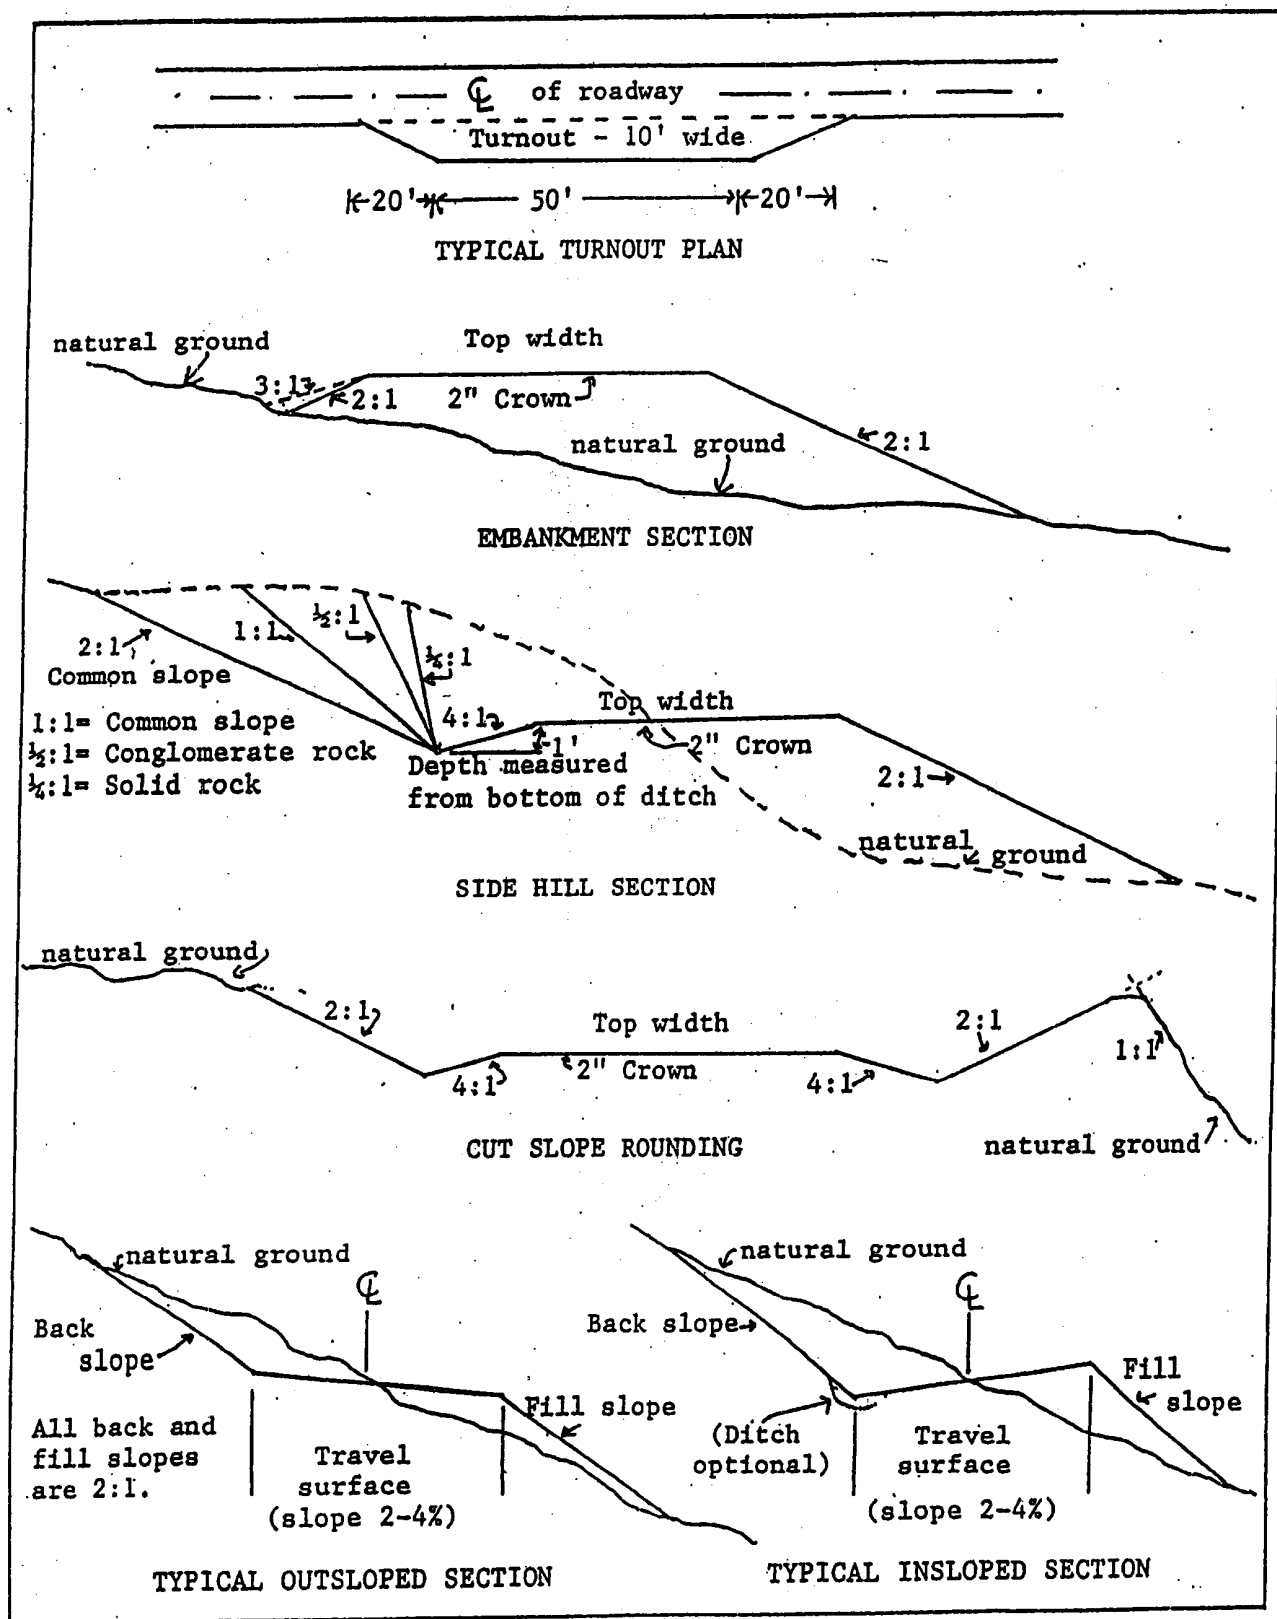 ℄ of roadway
Turnout - 10' wide
20' 50' 20'
TYPICAL TURNOUT PLAN
natural ground
Top width
3:1
2:1
2" Crown
2:1
natural ground
EMBANKMENT SECTION
½:1
1:1
2:1
¼:1
Common slope
Top width
4:1
1:1= Common slope
1'
2" Crown
½:1= Conglomerate rock
Depth measured
2:1
¼:1= Solid rock
from bottom of ditch
natural
ground
SIDE HILL SECTION
natural ground
2:1
Top width
2:1
1:1
4:1
2" Crown
4:1
CUT SLOPE ROUNDING
natural ground
natural ground
℄
Back
slope
Fill slope
All back and
fill slopes
are 2:1.
Travel
surface
(slope 2-4%)
TYPICAL OUTSLOPED SECTION
natural ground
℄
Back slope
Fill
slope
(Ditch
optional)
Travel
surface
(slope 2-4%)
TYPICAL INSLOPED SECTION